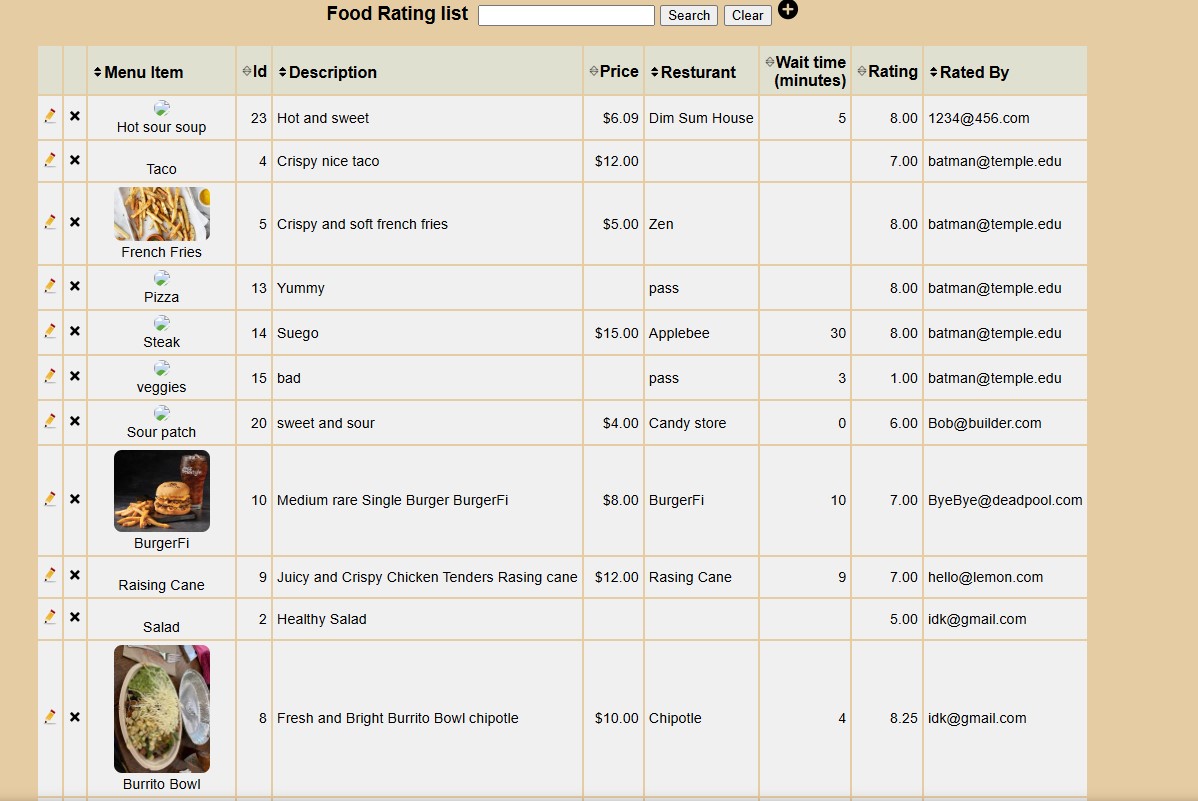 Food Rating list Search Clear
Menu Item Id Description Price Resturant Wait time (minutes) Rating Rated By
Hot sour soup 23 Hot and sweet $6.09 Dim Sum House 5 8.00 1234@456.com
Taco 4 Crispy nice taco $12.00 7.00 batman@temple.edu
French Fries 5 Crispy and soft french fries $5.00 Zen 8.00 batman@temple.edu
Pizza 13 Yummy pass 8.00 batman@temple.edu
Steak 14 Suego $15.00 Applebee 30 8.00 batman@temple.edu
veggies 15 bad pass 3 1.00 batman@temple.edu
Sour patch 20 sweet and sour $4.00 Candy store 0 6.00 Bob@builder.com
BurgerFi 10 Medium rare Single Burger BurgerFi $8.00 BurgerFi 10 7.00 ByeBye@deadpool.com
Raising Cane 9 Juicy and Crispy Chicken Tenders Rasing cane $12.00 Rasing Cane 9 7.00 hello@lemon.com
Salad 2 Healthy Salad 5.00 idk@gmail.com
Burrito Bowl 8 Fresh and Bright Burrito Bowl chipotle $10.00 Chipotle 4 8.25 idk@gmail.com